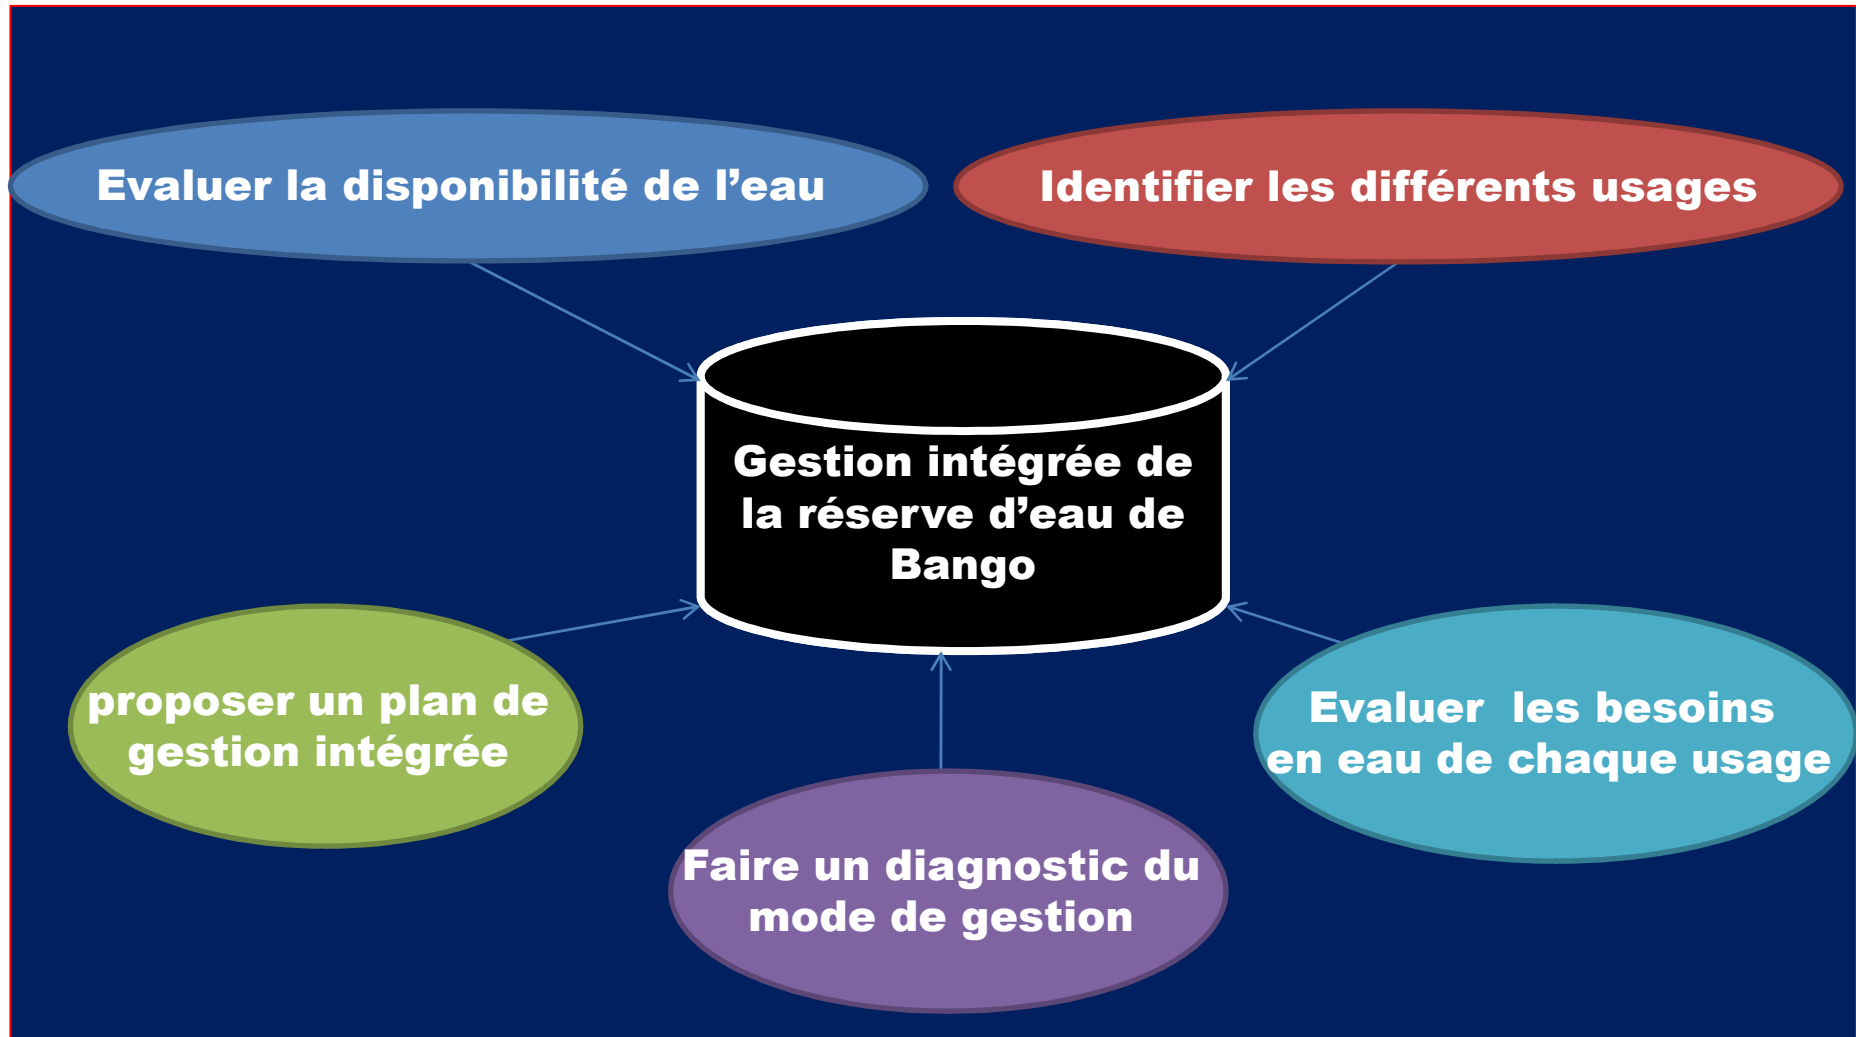 Evaluer la disponibilité de l’eau
Identifier les différents usages
Gestion intégrée de
la réserve d’eau de
Bango
proposer un plan de
gestion intégrée
Evaluer  les besoins
en eau de chaque usage
Faire un diagnostic du
mode de gestion